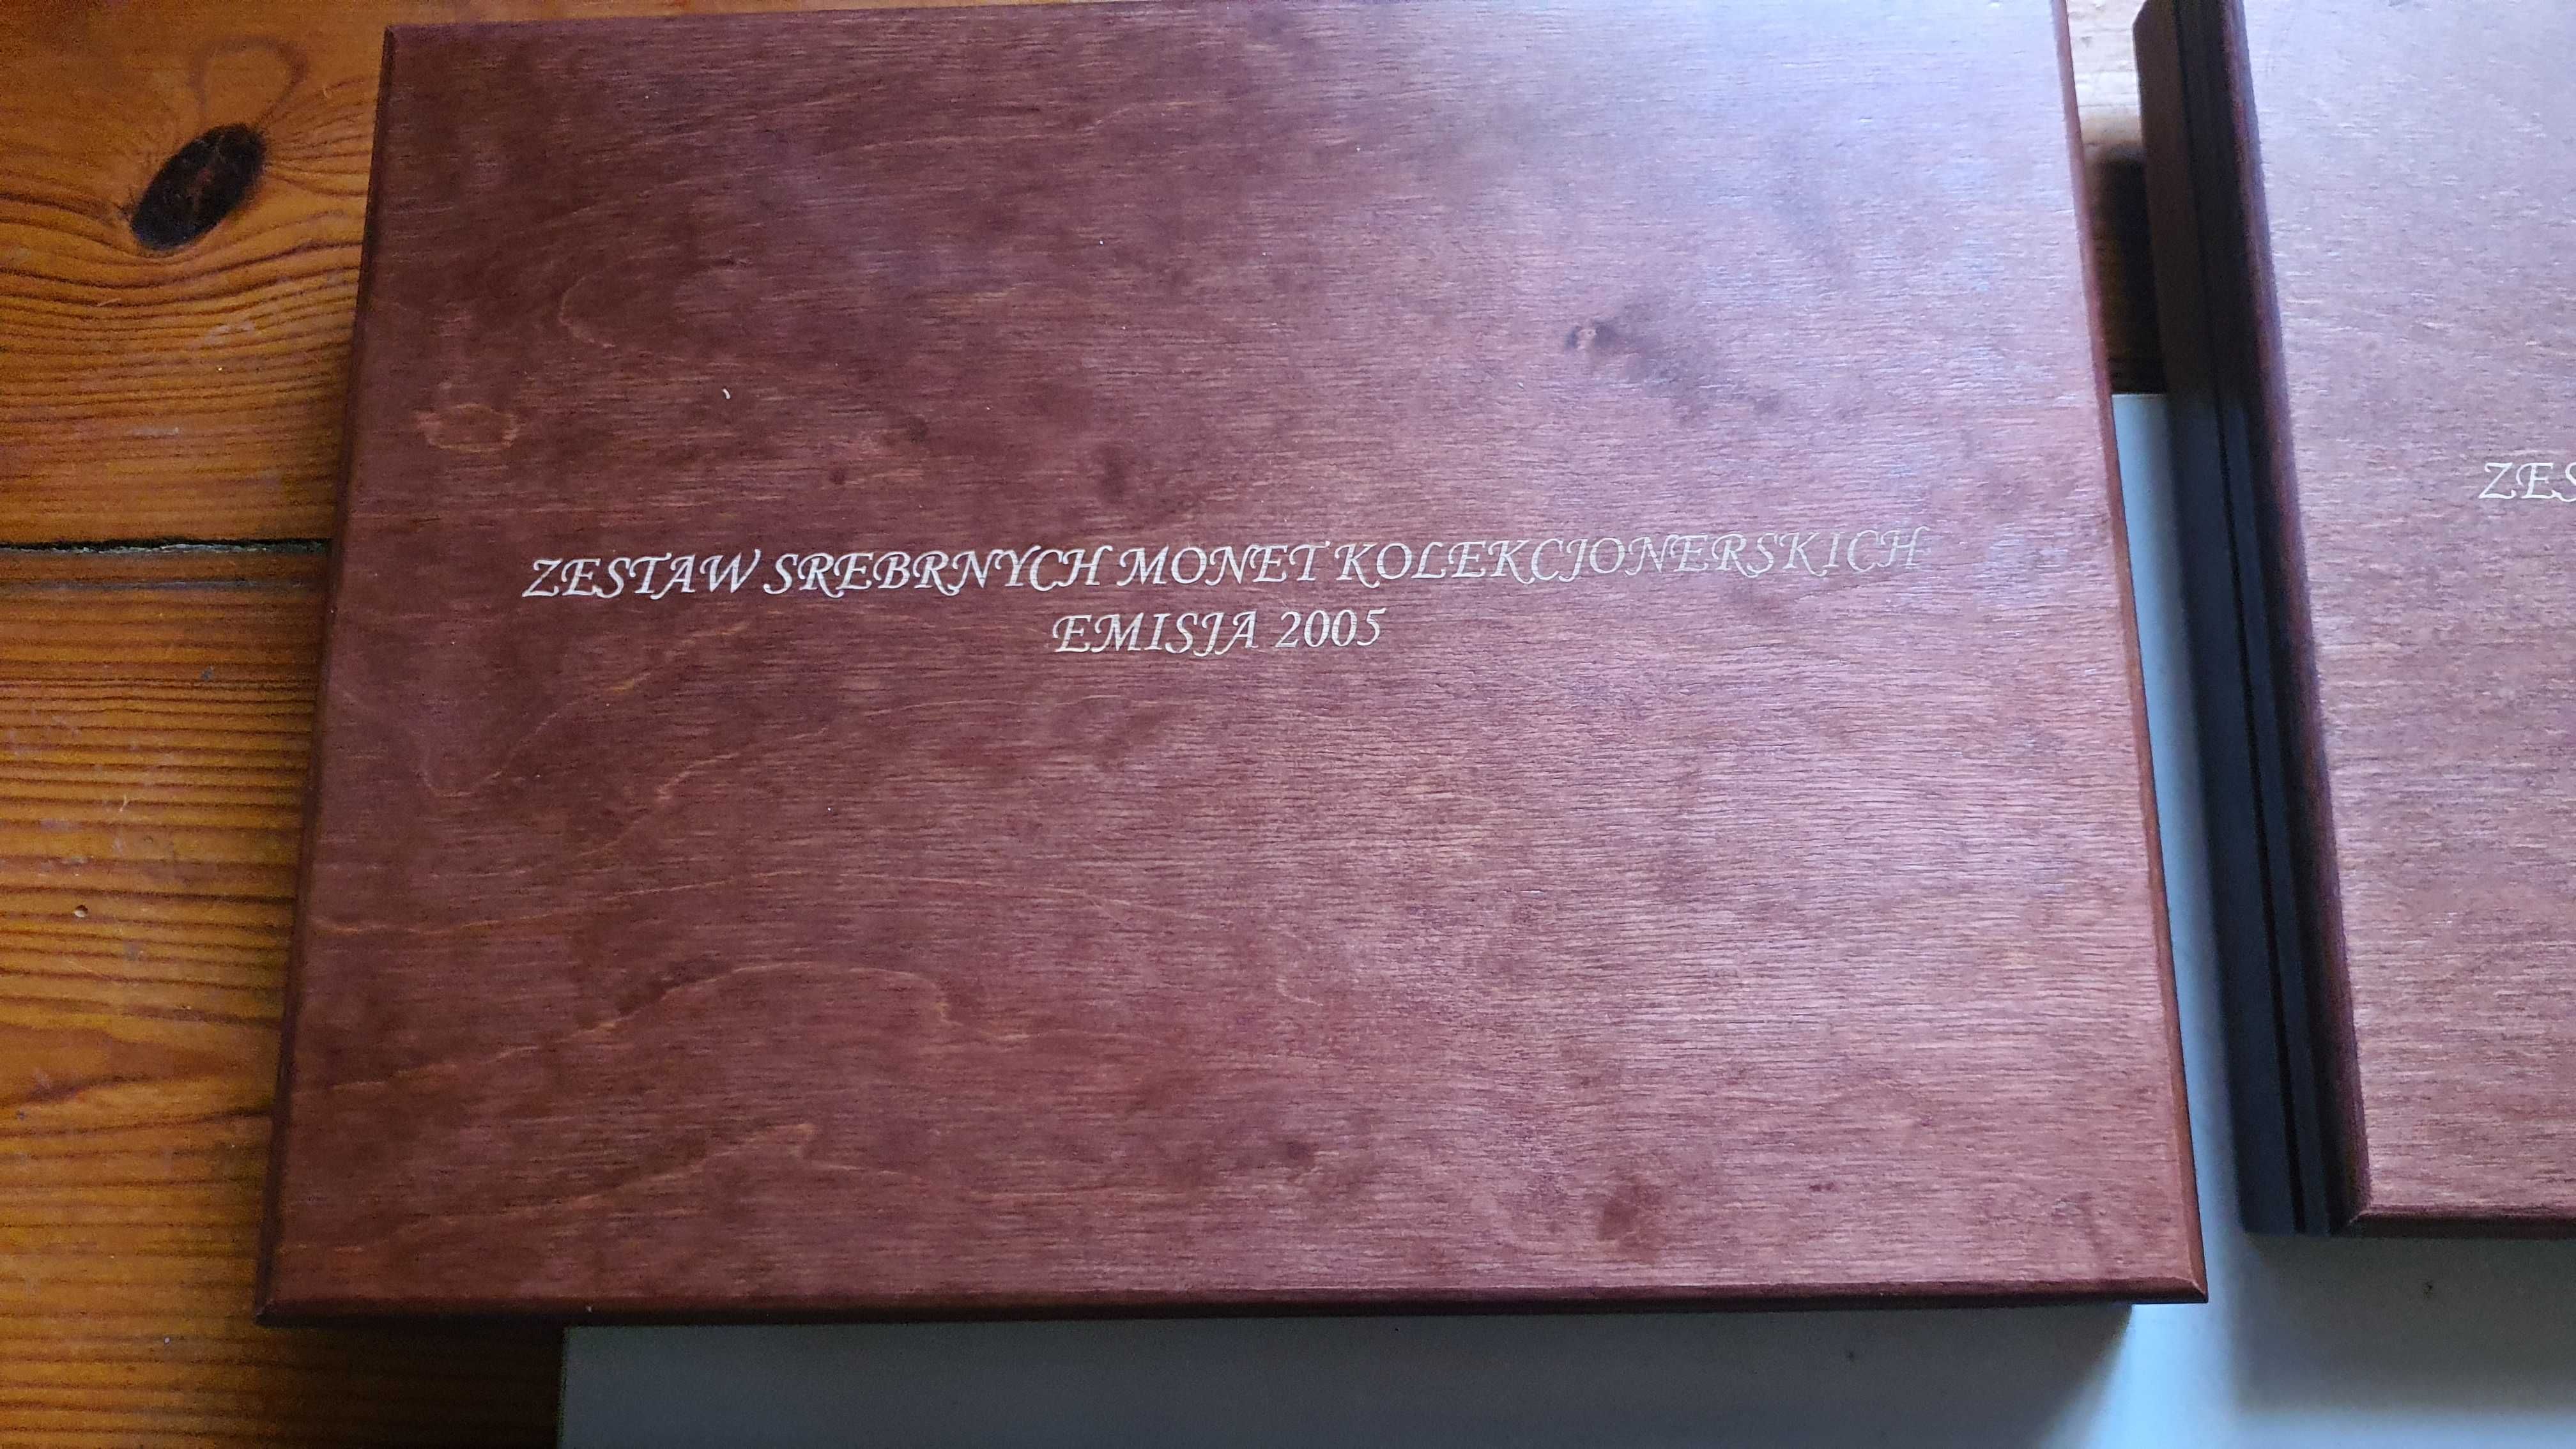 ZESTAW SREBRNYCH MONET KOLEKCJONERSKICH
EMISJA 2005